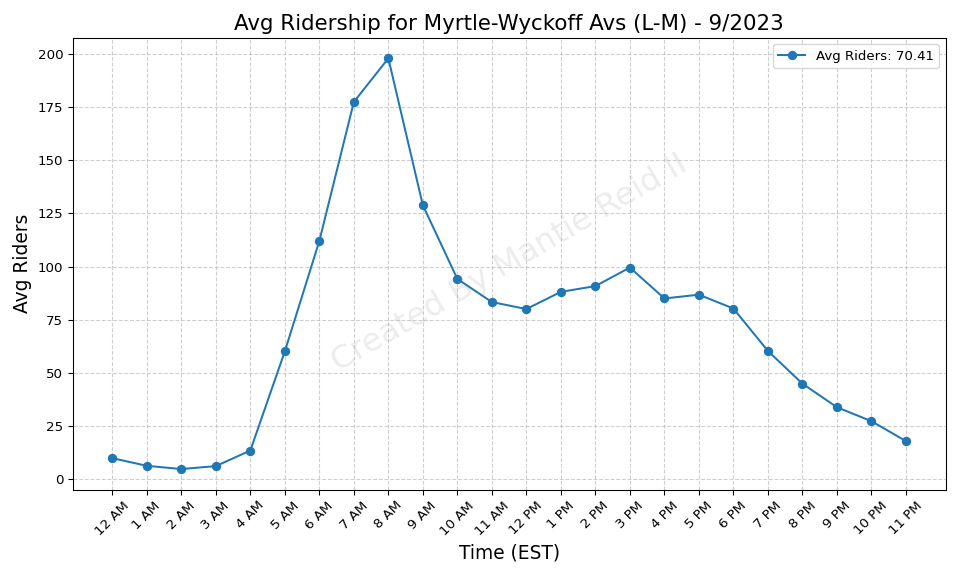 Avg Ridership for Myrtle-Wyckoff Avs (L-M) - 9/2023
Avg Riders: 70.41
Avg Riders
200
175
150
125
100
75
50
25
0
Created By Mantle Reid II
12 AM
1 AM
2 AM
3 AM
4 AM
5 AM
6 AM
7 AM
8 AM
9 AM
10 AM
11 AM
12 PM
1 PM
2 PM
3 PM
4 PM
5 PM
6 PM
7 PM
8 PM
9 PM
10 PM
11 PM
Time (EST)